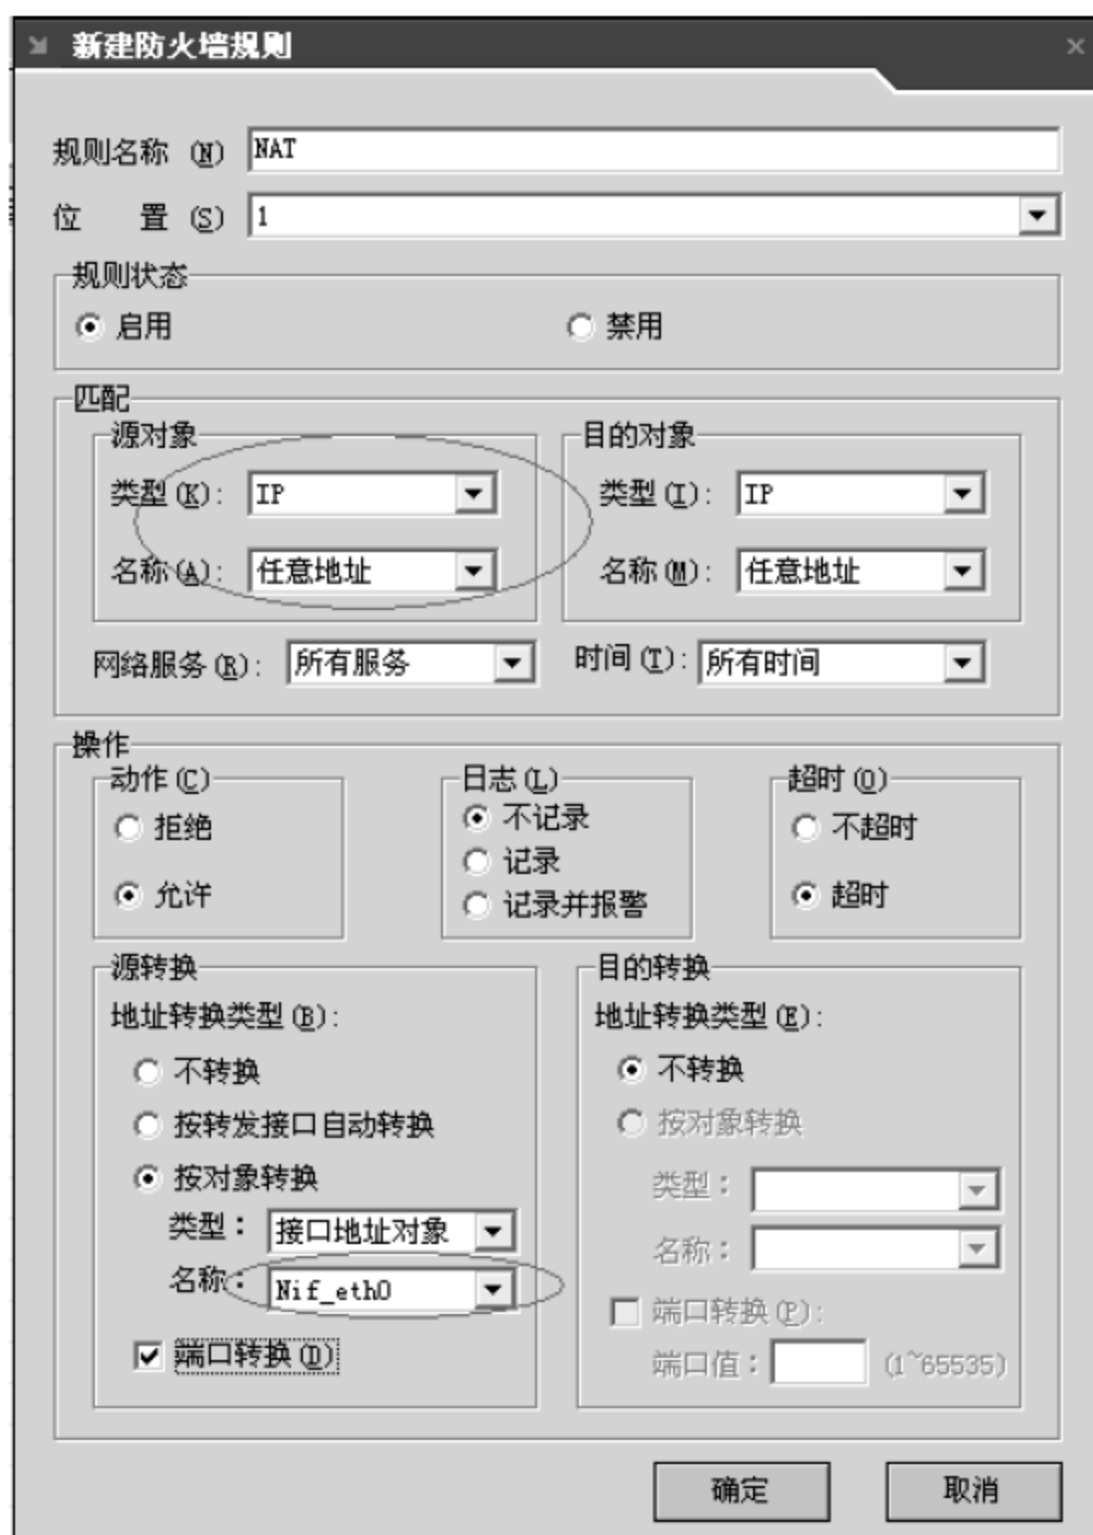 新建防火墙规则
规则名称(N) NAT
位 置(S) 1
规则状态
启用 禁用
匹配
源对象 目的对象
类型(K): IP 类型(I): IP
名称(A): 任意地址 名称(M): 任意地址
网络服务(R): 所有服务 时间(T): 所有时间
操作
动作(C) 日志(L) 超时(O)
拒绝 不记录 不超时
记录
允许 记录并报警 超时
源转换 目的转换
地址转换类型(B): 地址转换类型(E):
不转换 不转换
按转发接口自动转换 按对象转换
按对象转换
类型: 接口地址对象 类型:
名称: Nif_eth0 名称:
端口转换(D) 端口转换(P):
端口值: (1~65535)
确定 取消